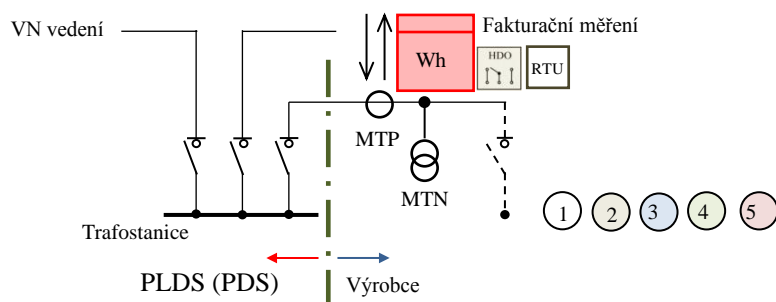 VN vedení
Fakturační měření
Wh
HDO
RTU
MTP
MTN
1 2 3 4 5
Trafostanice
PLDS (PDS)
Výrobce